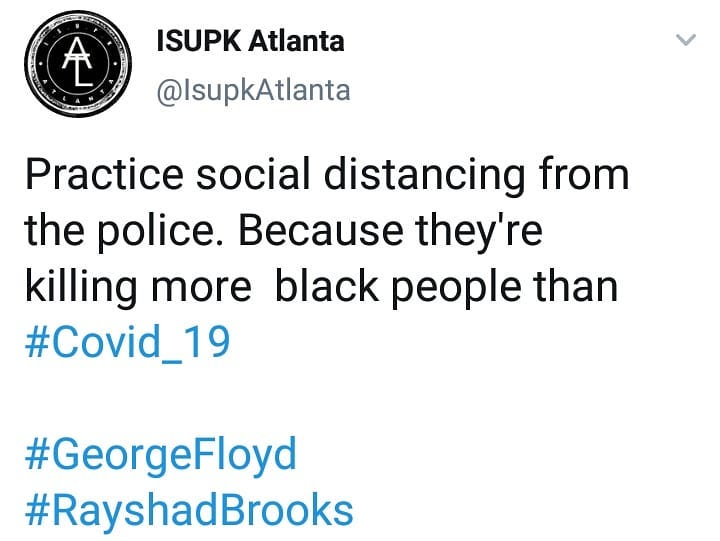 ISUPK Atlanta
@IsupkAtlanta
Practice social distancing from
the police. Because they're
killing more  black people than
#Covid_19
#GeorgeFloyd
#RayshadBrooks